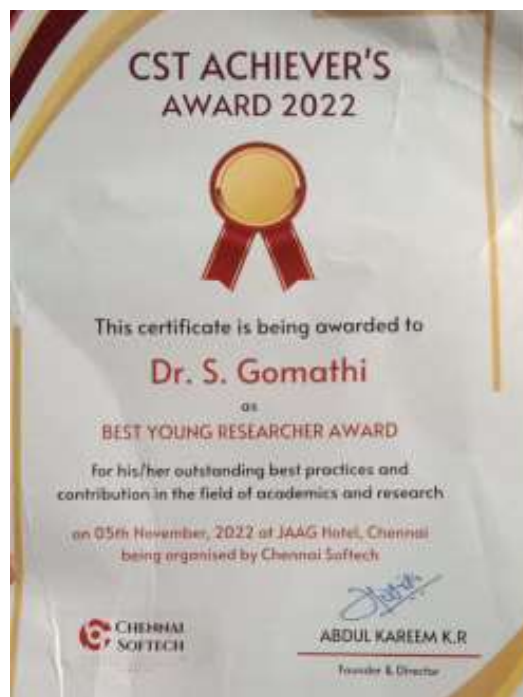 CST ACHIEVER'S
AWARD 2022
This certificate is being awarded to
Dr. S. Gomathi
as
BEST YOUNG RESEARCHER AWARD
for his/her outstanding best practices and
contribution in the field of academics and research
on 05th November, 2022 at JAAG Hotel, Chennai
being organised by Chennai Softech
CHENNAI
SOFTECH
ABDUL KAREEM K.R
Founder & Director